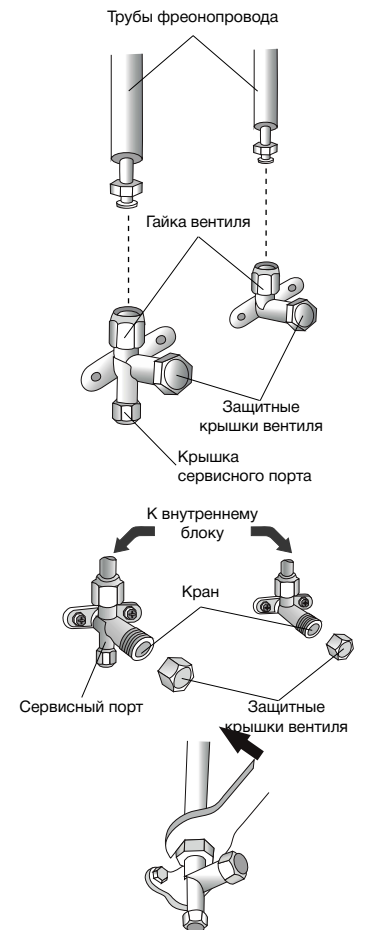 Трубы фреонопровода
Гайка вентиля
Защитные
крышки вентиля
Крышка
сервисного порта
К внутреннему
блоку
Кран
Сервисный порт
Защитные
крышки вентиля